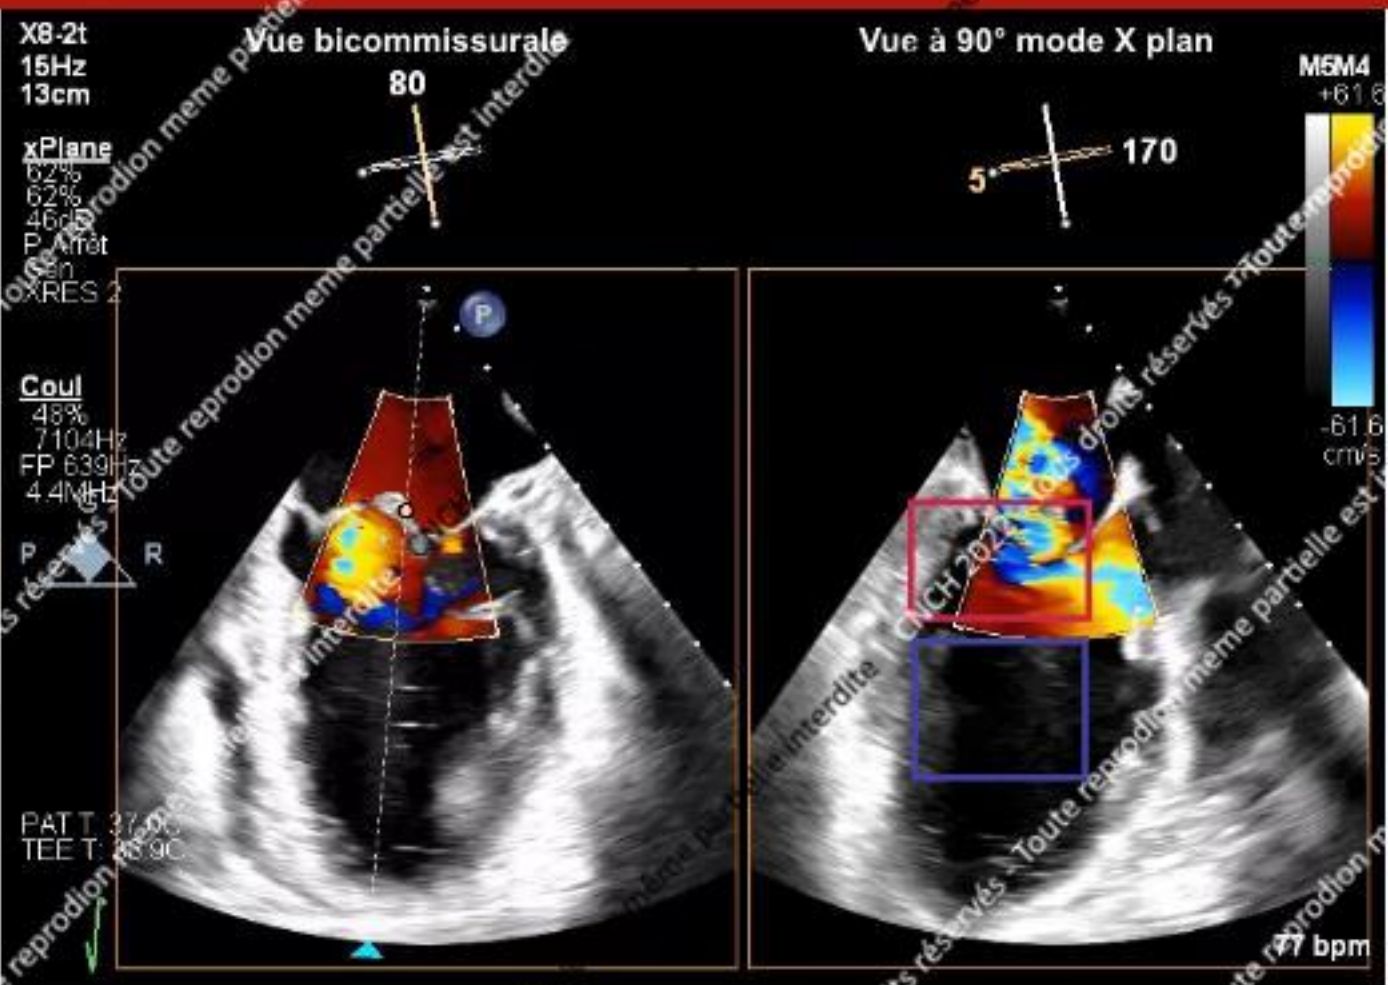 X8-2t
15Hz
13cm
xPlane
62%
62%
46dB
P Arrêt
Gén
XRES 2
Coul
48%
7104Hz
FP 639Hz
4.4MHz
P R
PAT T: 37.0C
TEE T: 38.9C
Vue bicommissurale
80
P
Vue à 90° mode X plan
5
170
M5M4
+61.6
-61.6
cm/s
77 bpm
CNCH 2022
Toute reprodion meme partielle est interdite
Tous droits réservés - Toute reprodion meme partielle est interdite